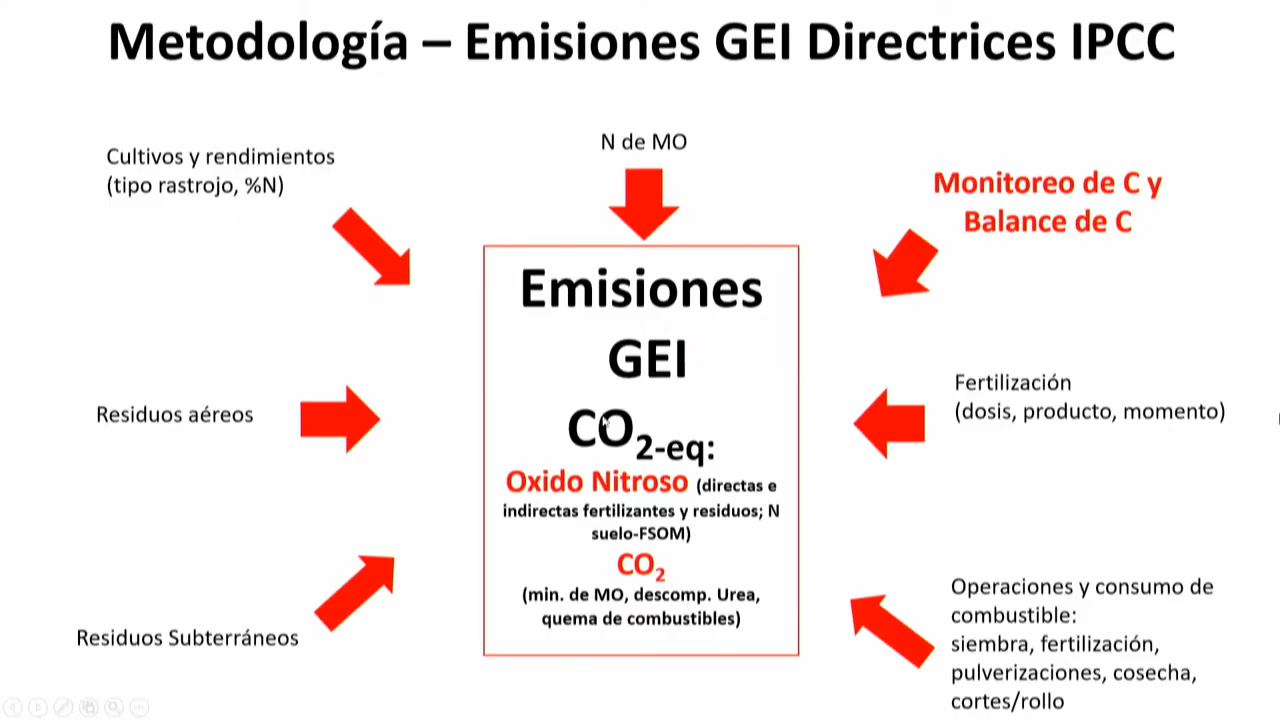 Metodología – Emisiones GEI Directrices IPCC
Cultivos y rendimientos
(tipo rastrojo, %N)
N de MO
Monitoreo de C y
Balance de C
Emisiones
GEI
CO2-eq:
Oxido Nitroso (directas e
indirectas fertilizantes y residuos; N
suelo-FSOM)
CO2
(min. de MO, descomp. Urea,
quema de combustibles)
Residuos aéreos
Fertilización
(dosis, producto, momento)
Residuos Subterráneos
Operaciones y consumo de
combustible:
siembra, fertilización,
pulverizaciones, cosecha,
cortes/rollo